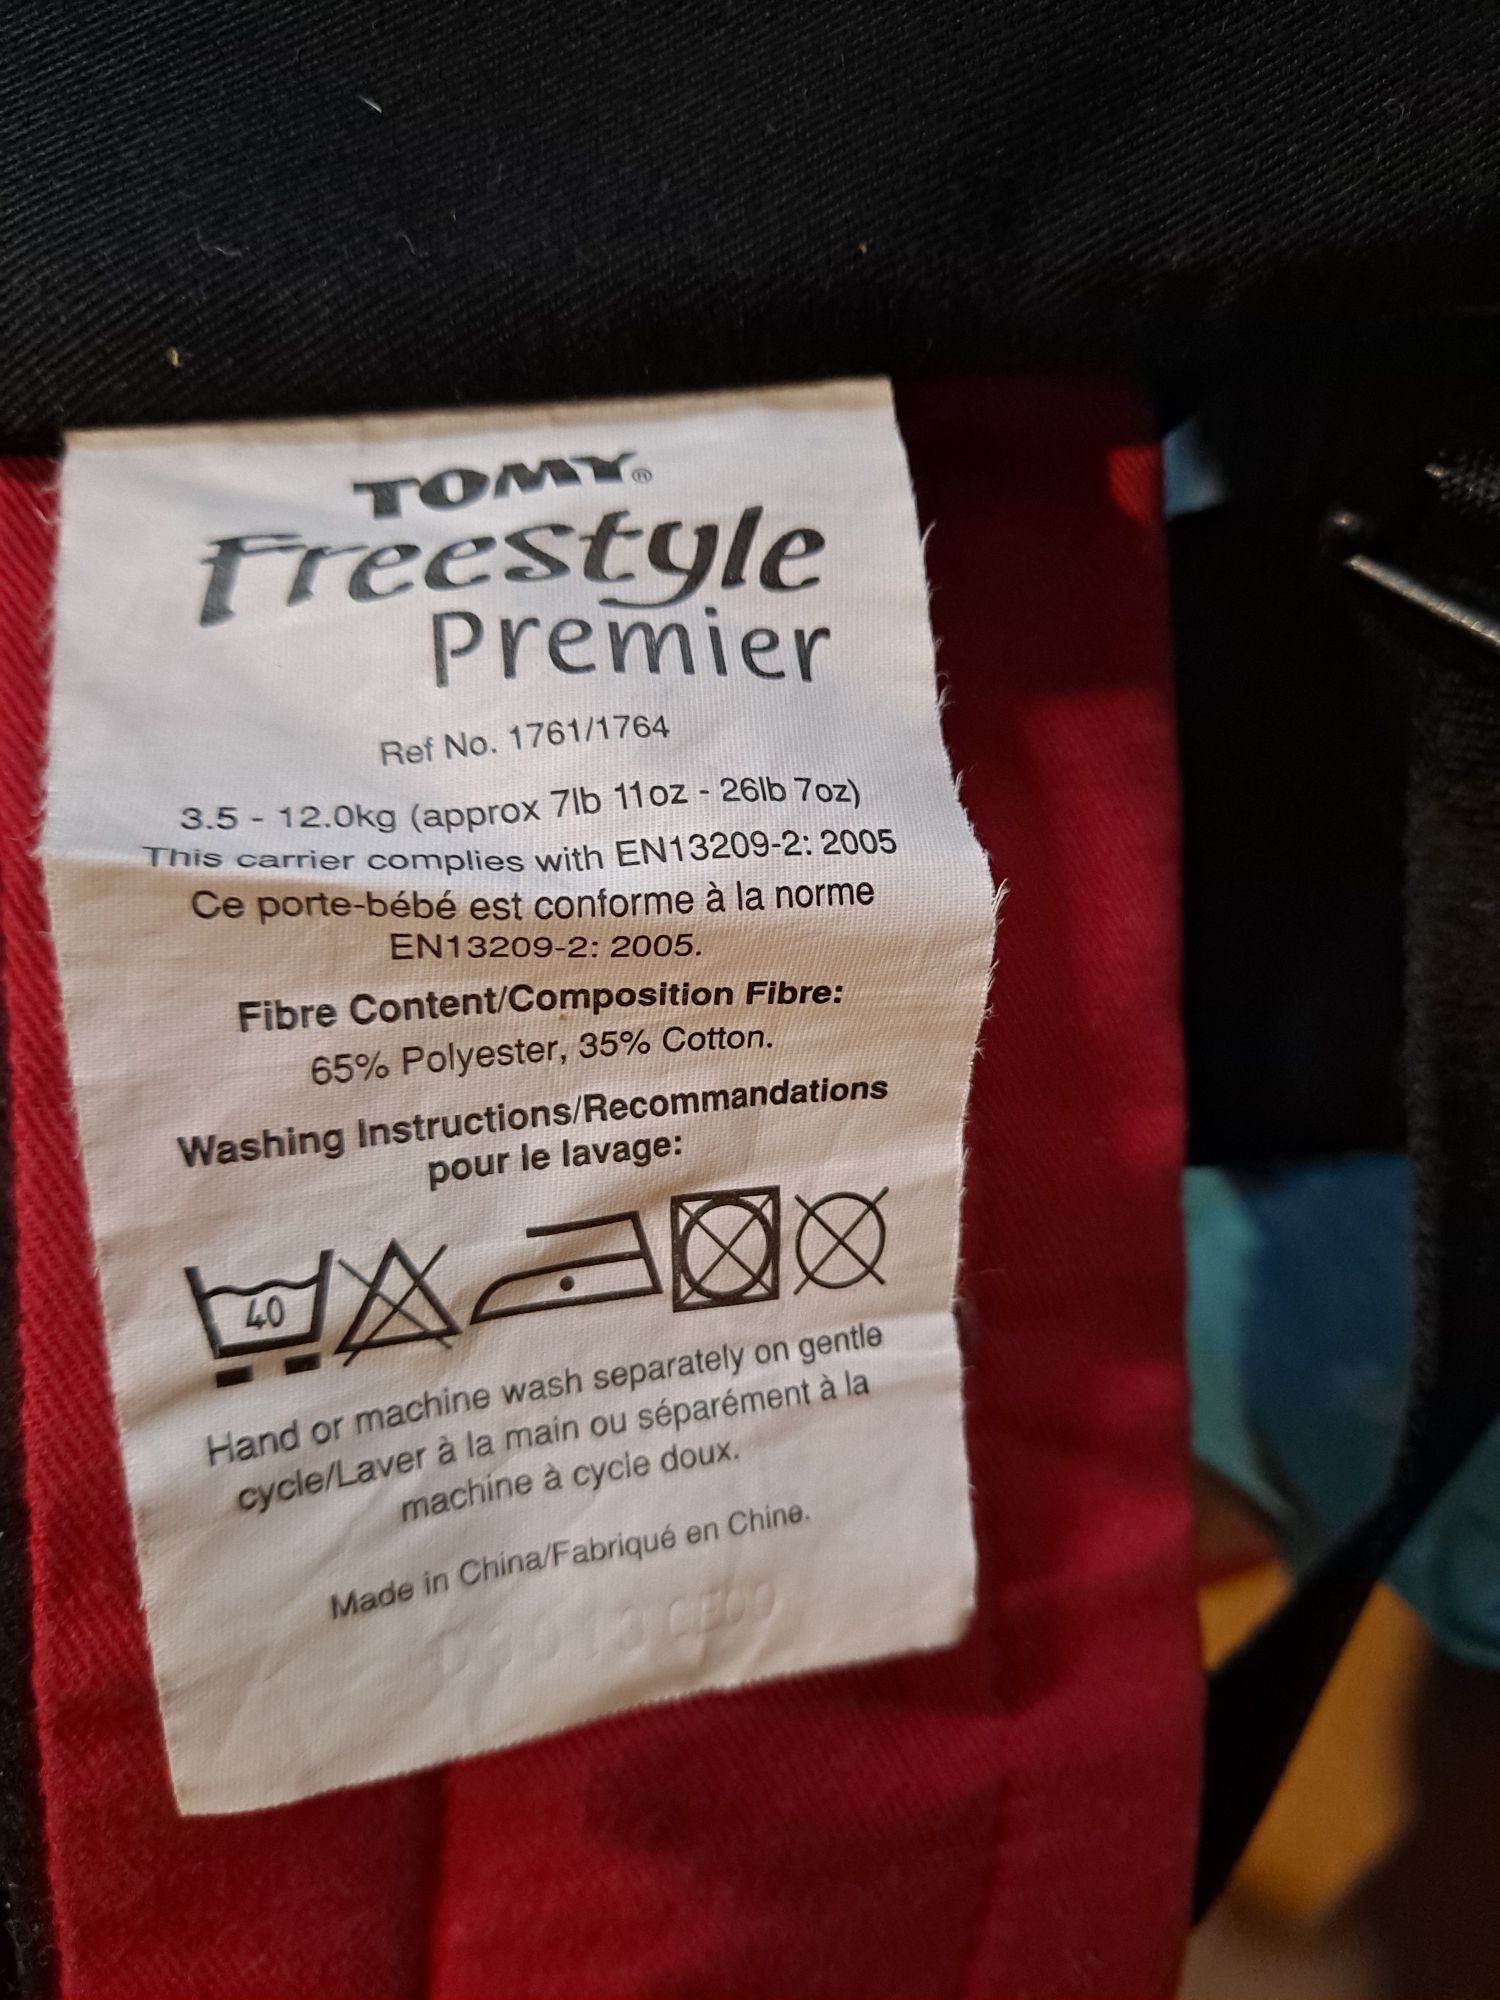 TOMY®
Freestyle
Premier
Ref No. 1761/1764
3.5 - 12.0kg (approx 7lb 11oz - 26lb 7oz)
This carrier complies with EN13209-2: 2005
Ce porte-bébé est conforme à la norme
EN13209-2: 2005.
Fibre Content/Composition Fibre:
65% Polyester, 35% Cotton.
Washing Instructions/Recommandations
pour le lavage:
40
Hand or machine wash separately on gentle
cycle/Laver à la main ou séparément à la
machine à cycle doux.
Made in China/Fabriqué en Chine.